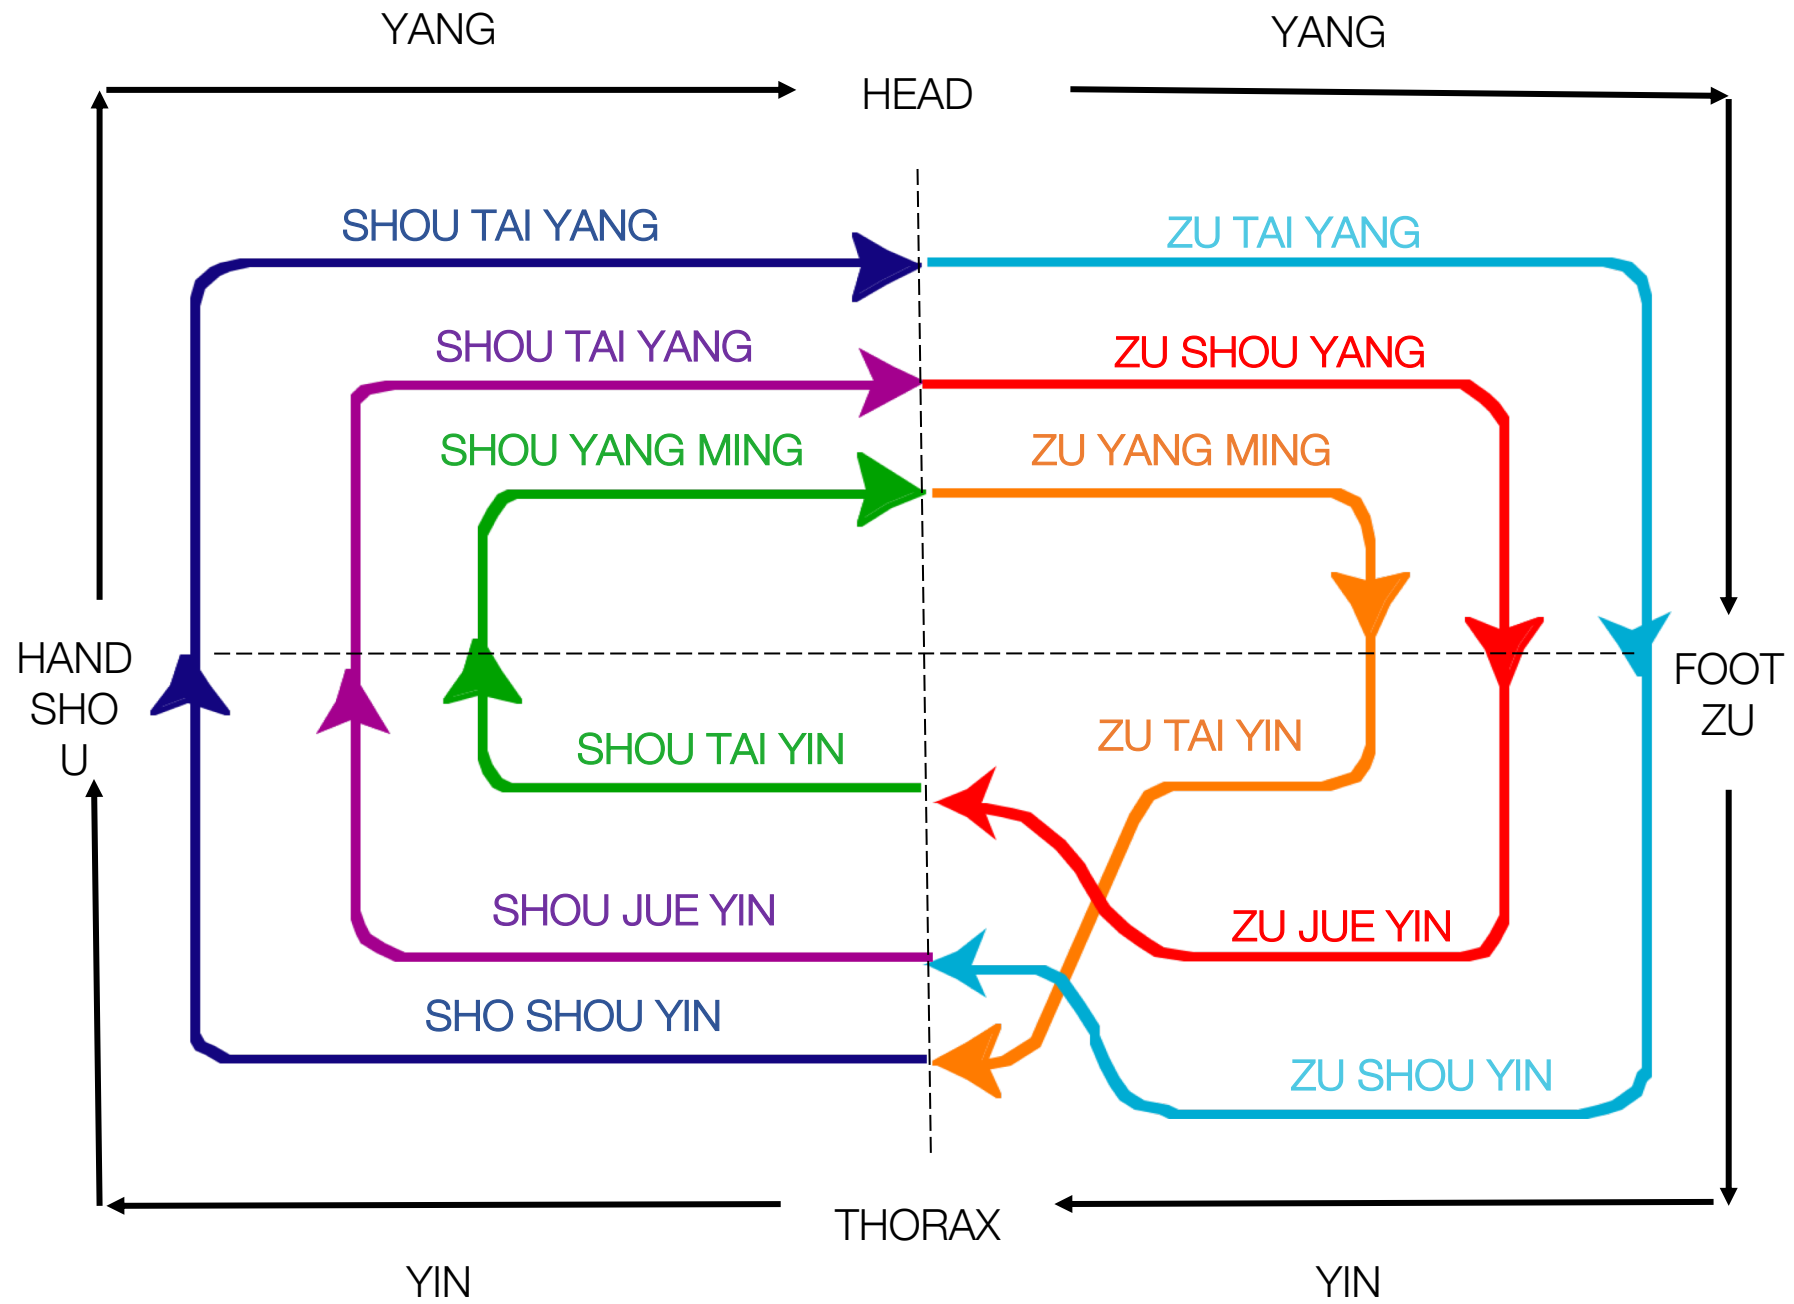 YANG
YANG
HEAD
SHOU TAI YANG
ZU TAI YANG
SHOU TAI YANG
ZU SHOU YANG
SHOU YANG MING
ZU YANG MING
HAND
SHO
U
FOOT
ZU
SHOU TAI YIN
ZU TAI YIN
SHOU JUE YIN
ZU JUE YIN
SHO SHOU YIN
ZU SHOU YIN
THORAX
YIN
YIN